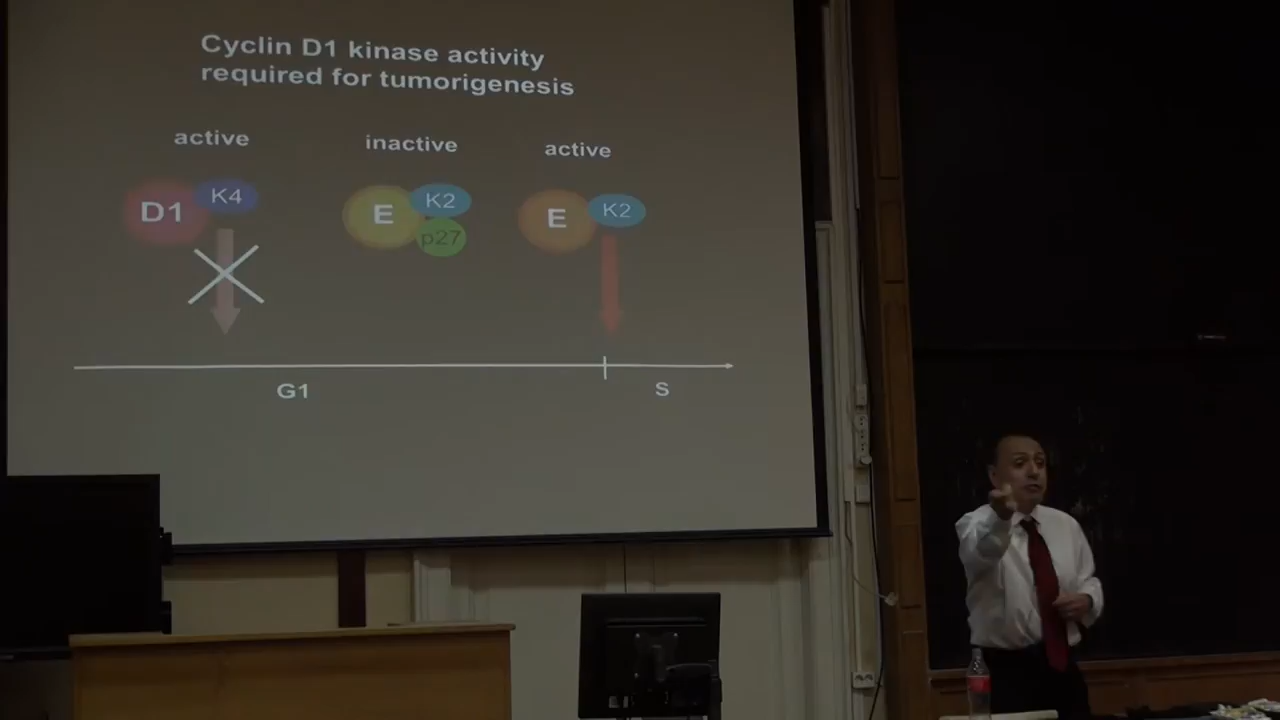 Cyclin D1 kinase activity
required for tumorigenesis
active
inactive
active
D1
K4
E
K2
p27
E
K2
G1
S